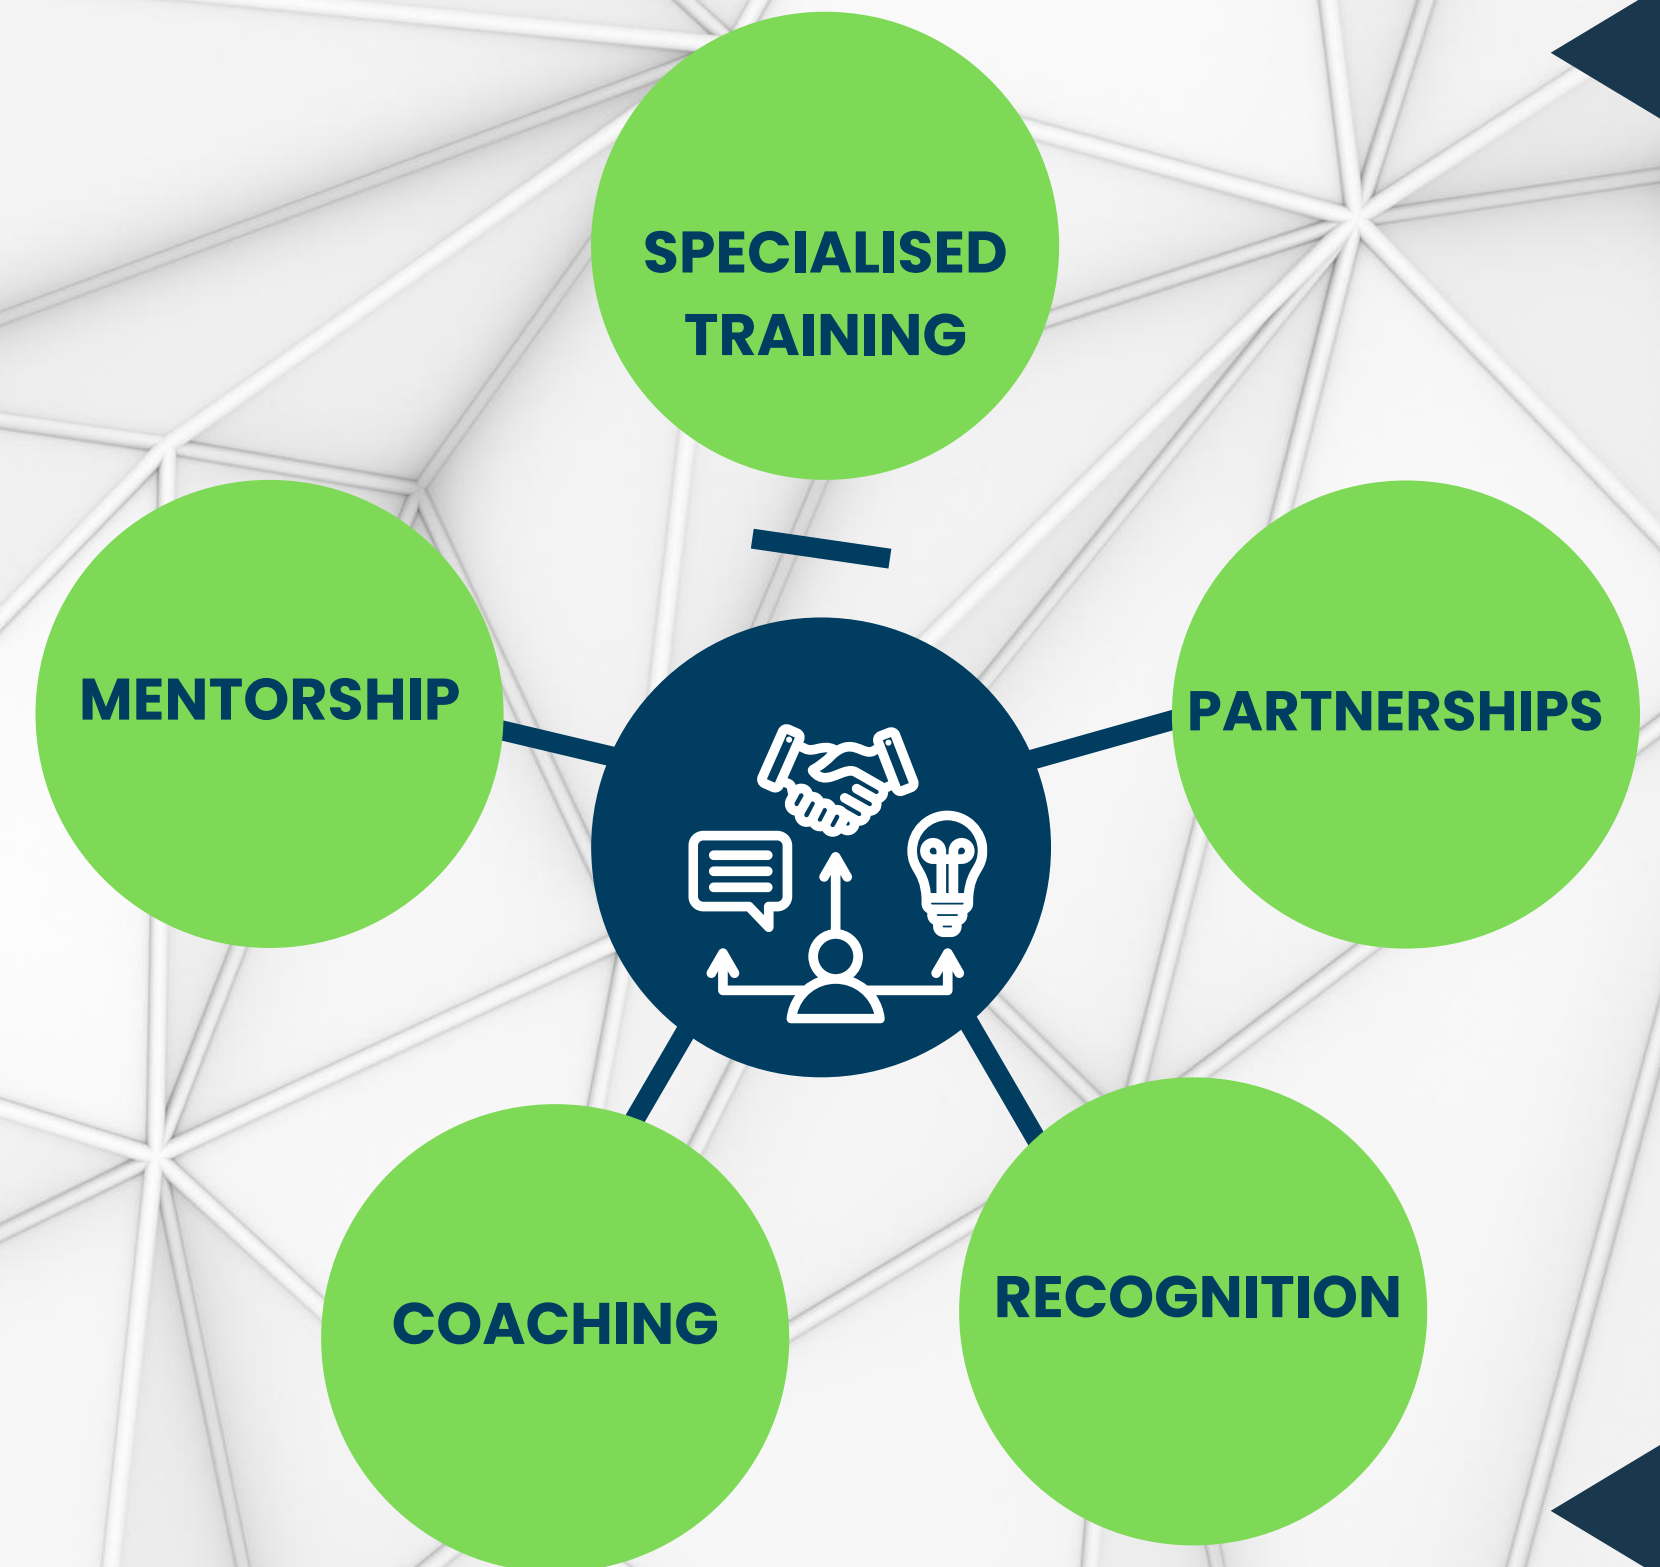 SPECIALISED
TRAINING
MENTORSHIP
PARTNERSHIPS
COACHING
RECOGNITION